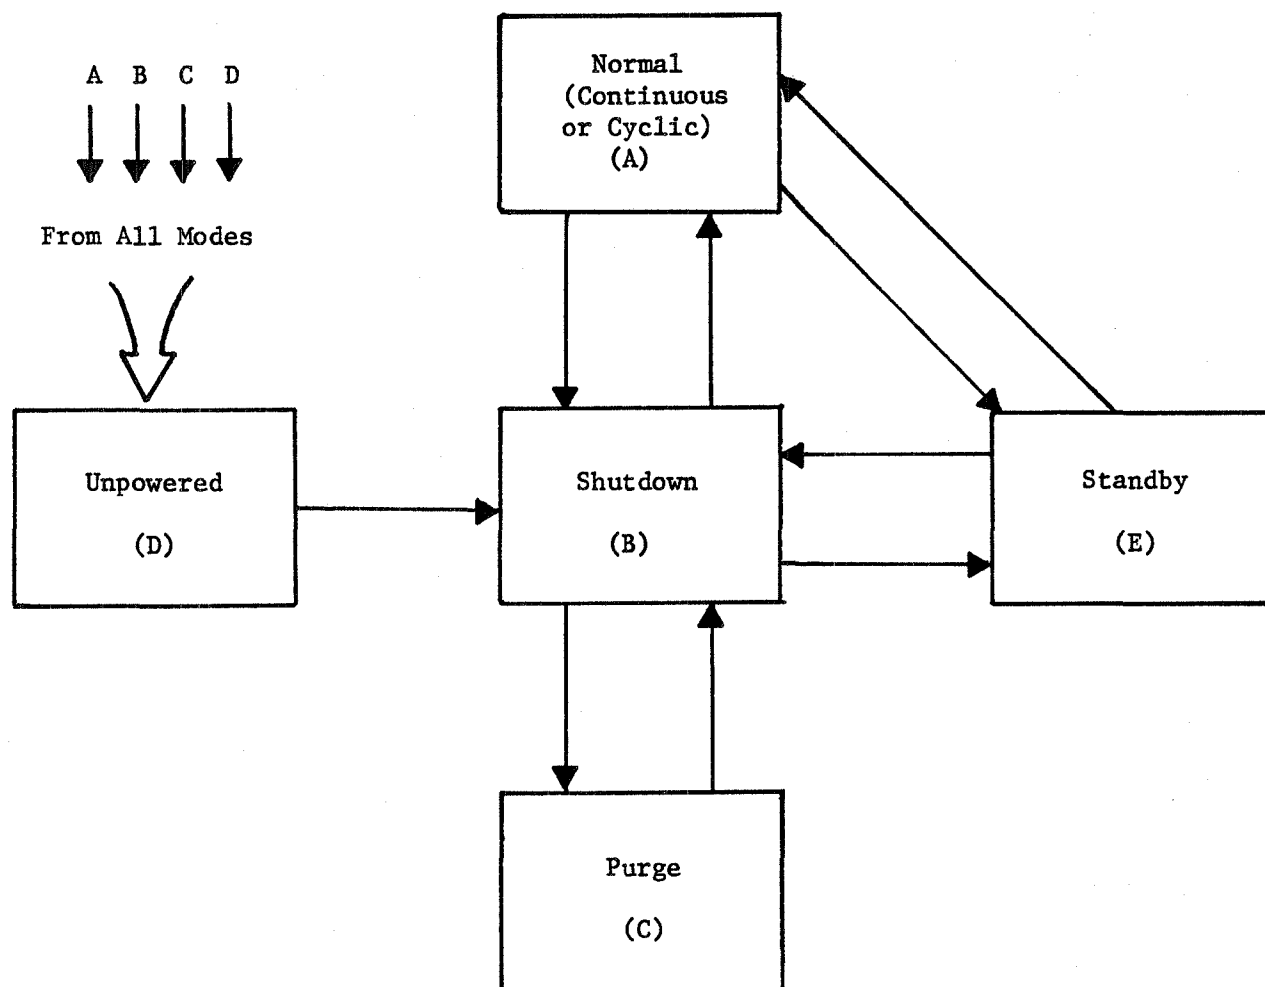 A B C D
From All Modes
Normal
(Continuous
or Cyclic)
(A)
Unpowered
(D)
Shutdown
(B)
Standby
(E)
Purge
(C)